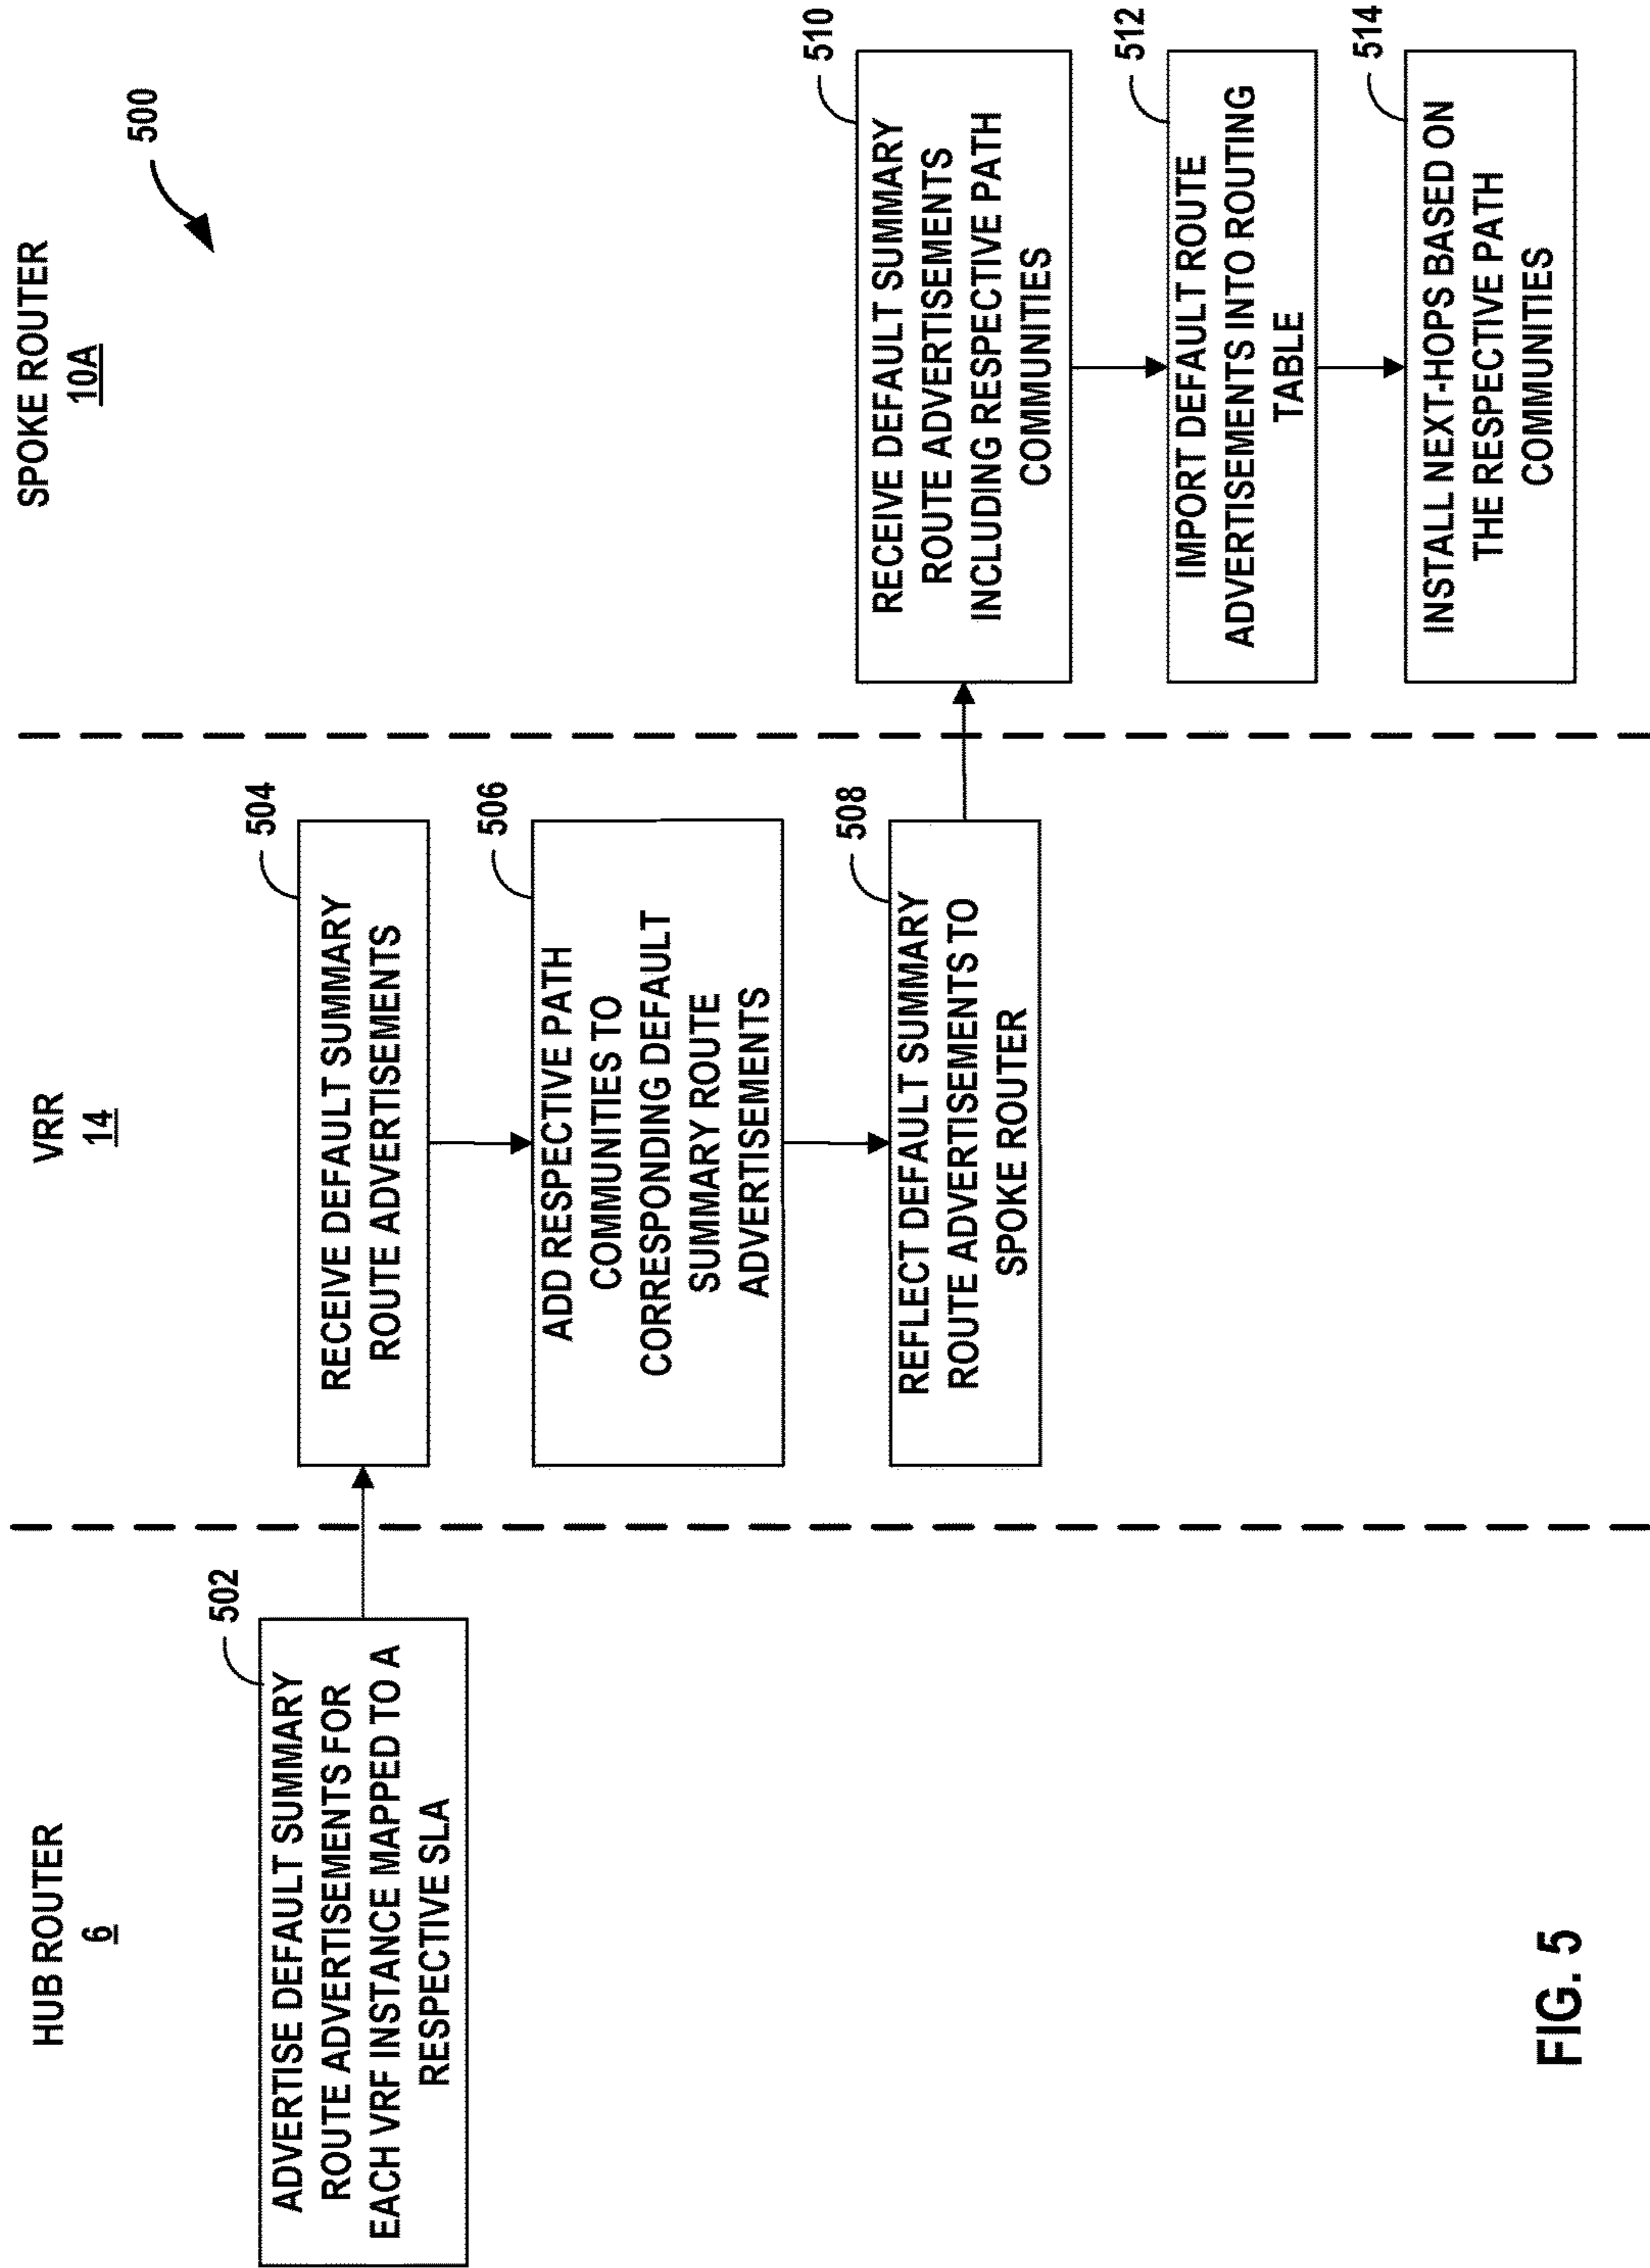 HUB ROUTER
6
VRR
14
SPOKE ROUTER
10A
500
502
ADVERTISE DEFAULT SUMMARY
ROUTE ADVERTISEMENTS FOR
EACH VRF INSTANCE MAPPED TO A
RESPECTIVE SLA
504
RECEIVE DEFAULT SUMMARY
ROUTE ADVERTISEMENTS
506
ADD RESPECTIVE PATH
COMMUNITIES TO
CORRESPONDING DEFAULT
SUMMARY ROUTE
ADVERTISEMENTS
508
REFLECT DEFAULT SUMMARY
ROUTE ADVERTISEMENTS TO
SPOKE ROUTER
510
RECEIVE DEFAULT SUMMARY
ROUTE ADVERTISEMENTS
INCLUDING RESPECTIVE PATH
COMMUNITIES
512
IMPORT DEFAULT ROUTE
ADVERTISEMENTS INTO ROUTING
TABLE
514
INSTALL NEXT-HOPS BASED ON
THE RESPECTIVE PATH
COMMUNITIES
FIG. 5